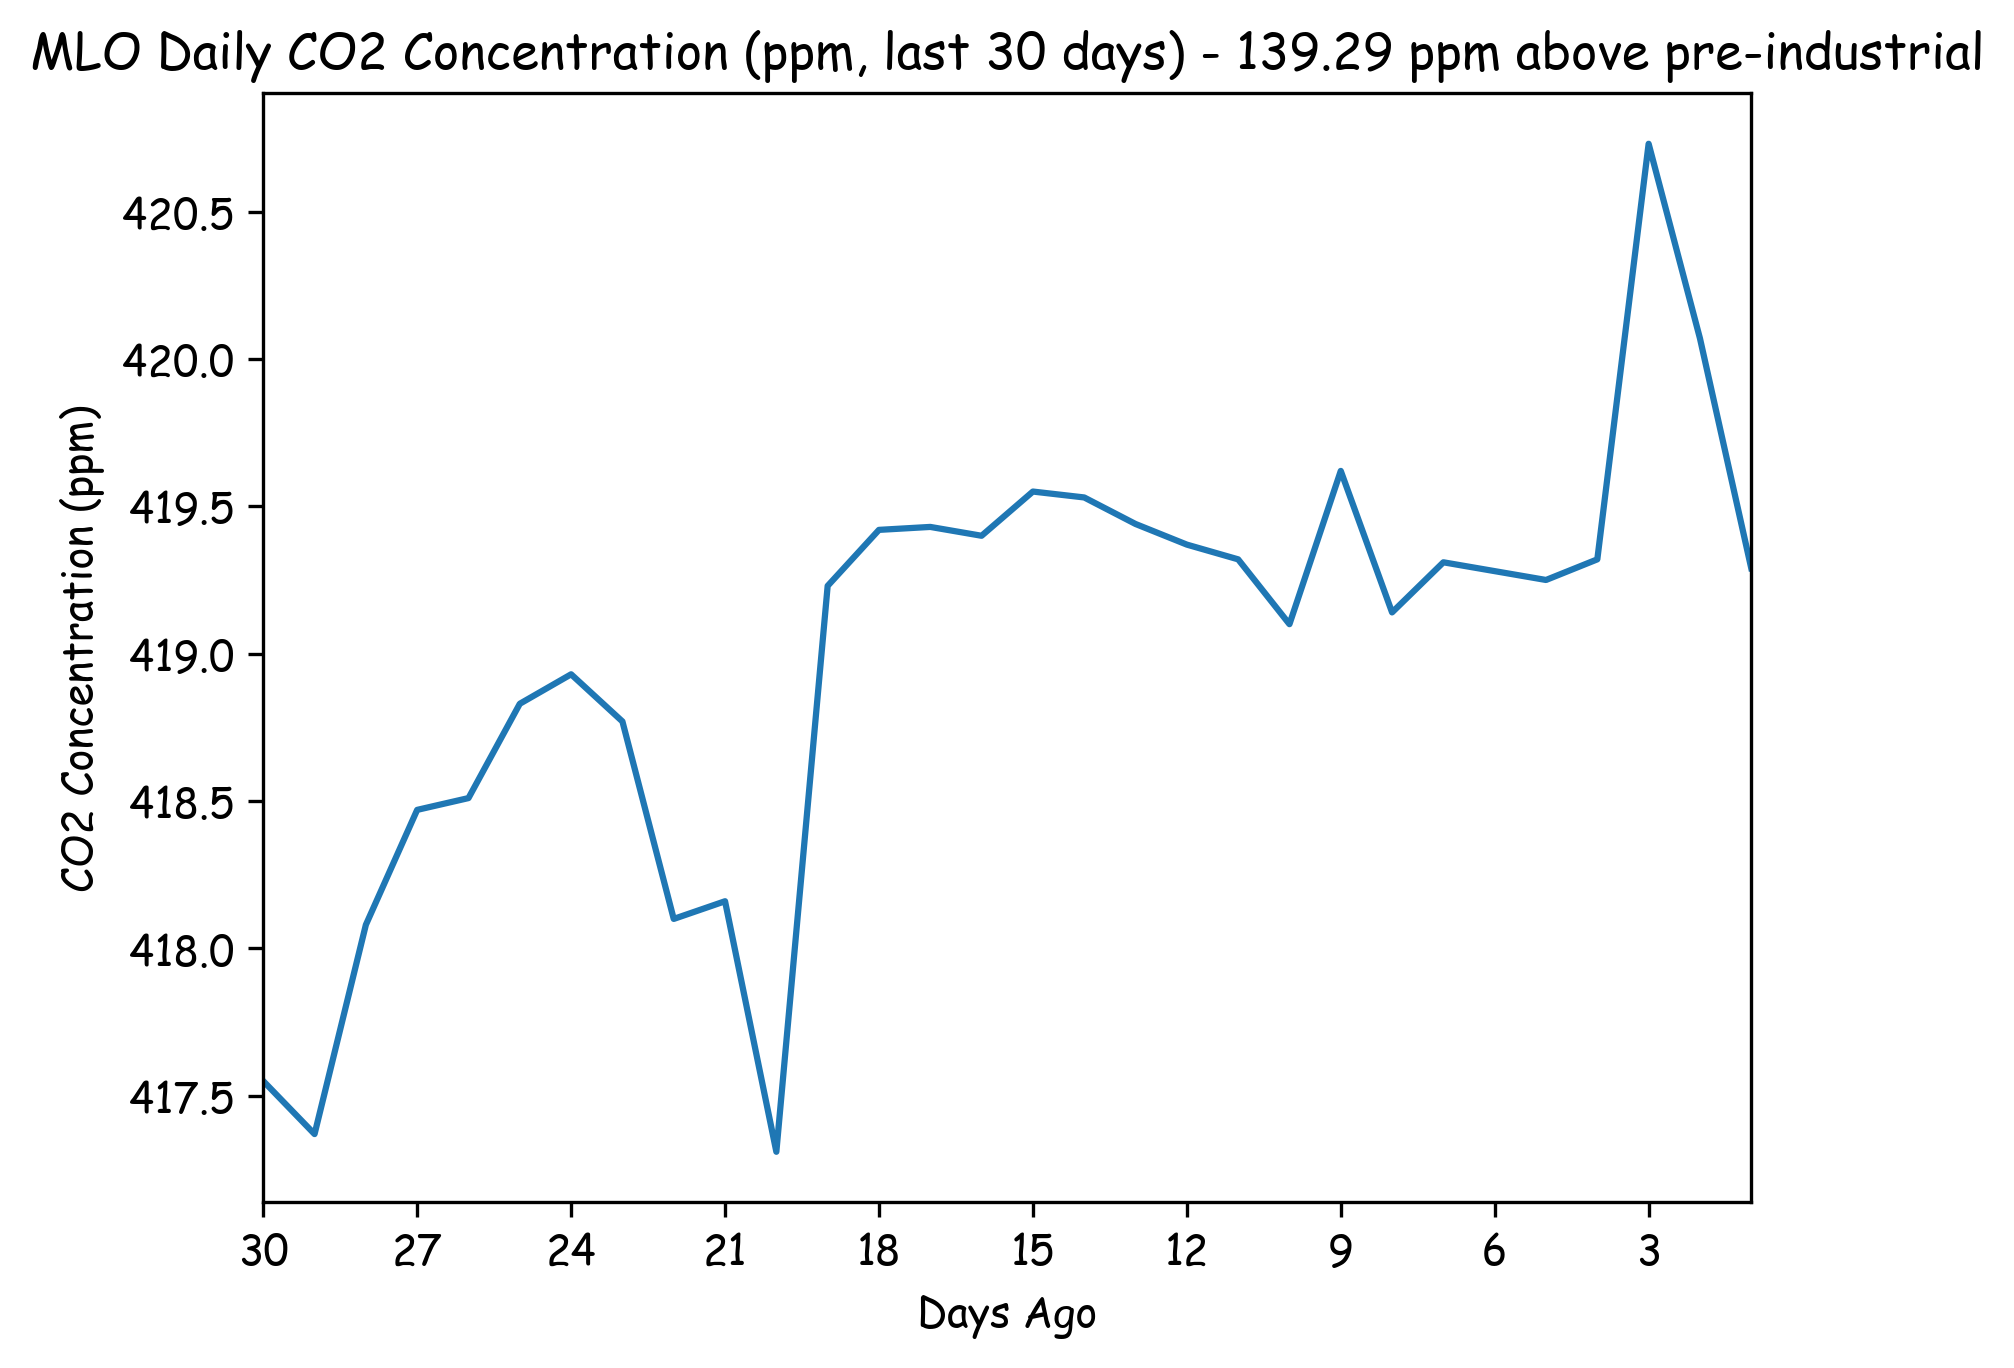 MLO Daily CO2 Concentration (ppm, last 30 days) - 139.29 ppm above pre-industrial
CO2 Concentration (ppm)
420.5
420.0
419.5
419.0
418.5
418.0
417.5
30 27 24 21 18 15 12 9 6 3
Days Ago